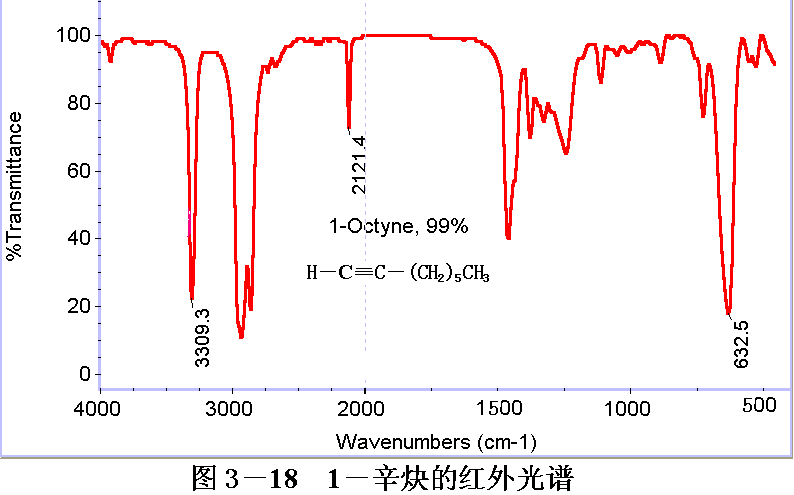 %Transmittance
100
80
60
40
20
0
3309.3
2121.4
632.5
1-Octyne, 99%
H－C≡C－(CH₂)₅CH₃
4000 3000 2000 1500 1000 500
Wavenumbers (cm-1)
图 3－18 1－辛炔的红外光谱